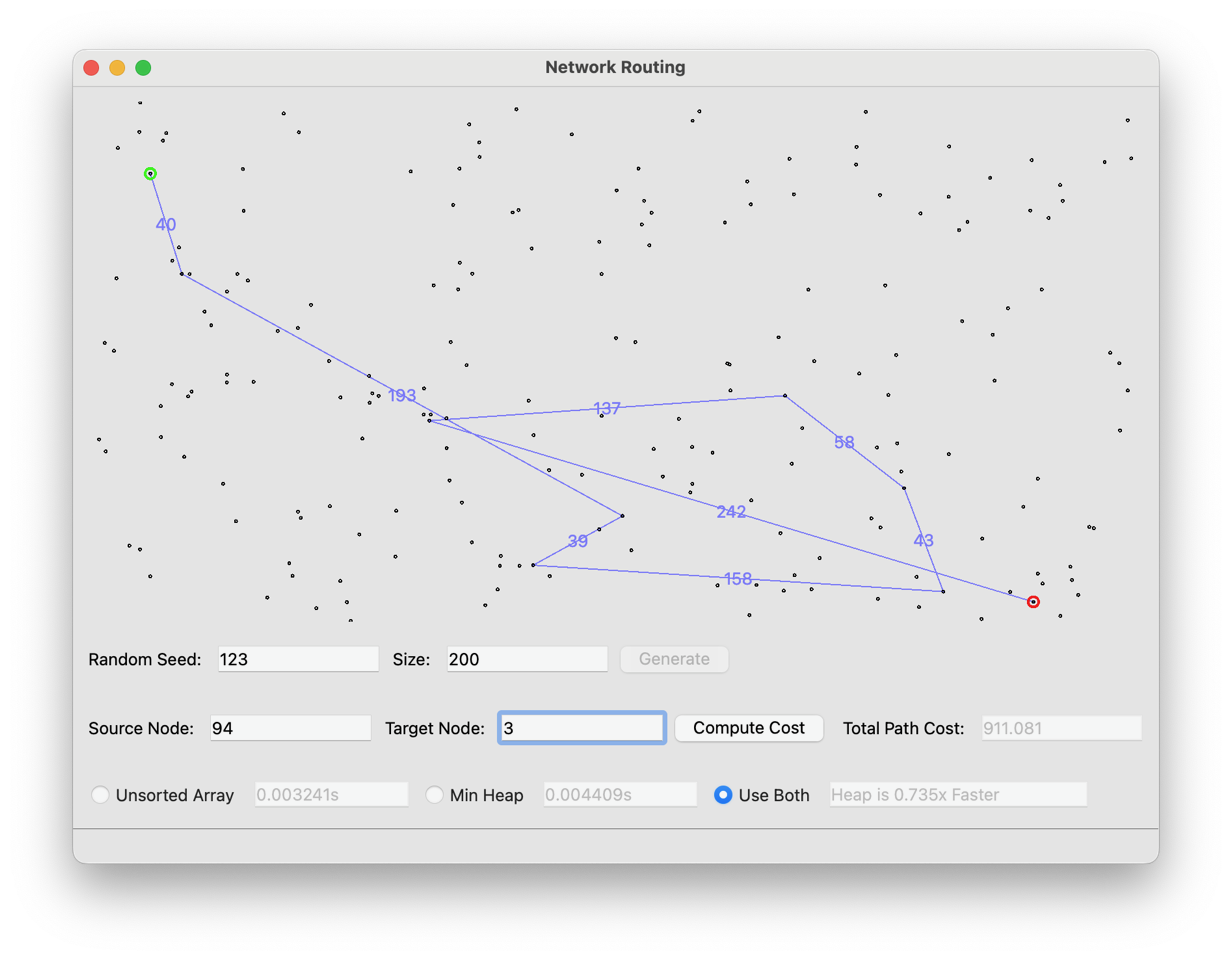 Network Routing
40
193
137
58
242
43
39
158
Random Seed: 123 Size: 200 Generate
Source Node: 94 Target Node: 3 Compute Cost Total Path Cost: 911.081
Unsorted Array 0.003241s Min Heap 0.004409s Use Both Heap is 0.735x Faster